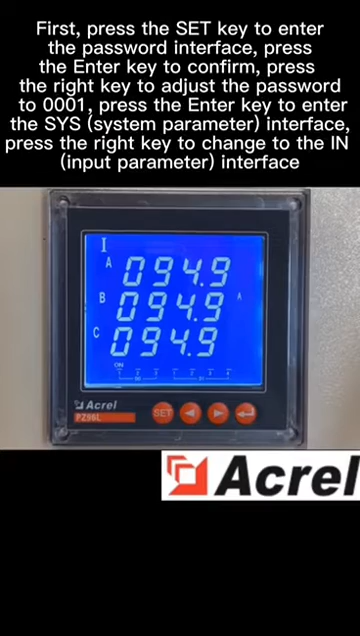 First, press the SET key to enter
the password interface, press
the Enter key to confirm, press
the right key to adjust the password
to 0001, press the Enter key to enter
the SYS (system parameter) interface,
press the right key to change to the IN
(input parameter) interface
I
A 094.9
B 094.9 A
C 094.9
ON
Acrel
PZ96L
SET
Acrel